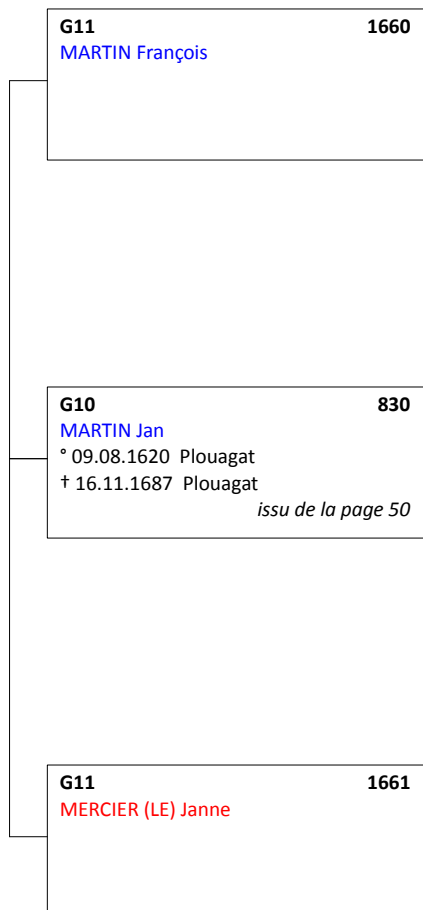 G11 1660
MARTIN François
G10 830
MARTIN Jan
° 09.08.1620 Plouagat
† 16.11.1687 Plouagat
issu de la page 50
G11 1661
MERCIER (LE) Janne